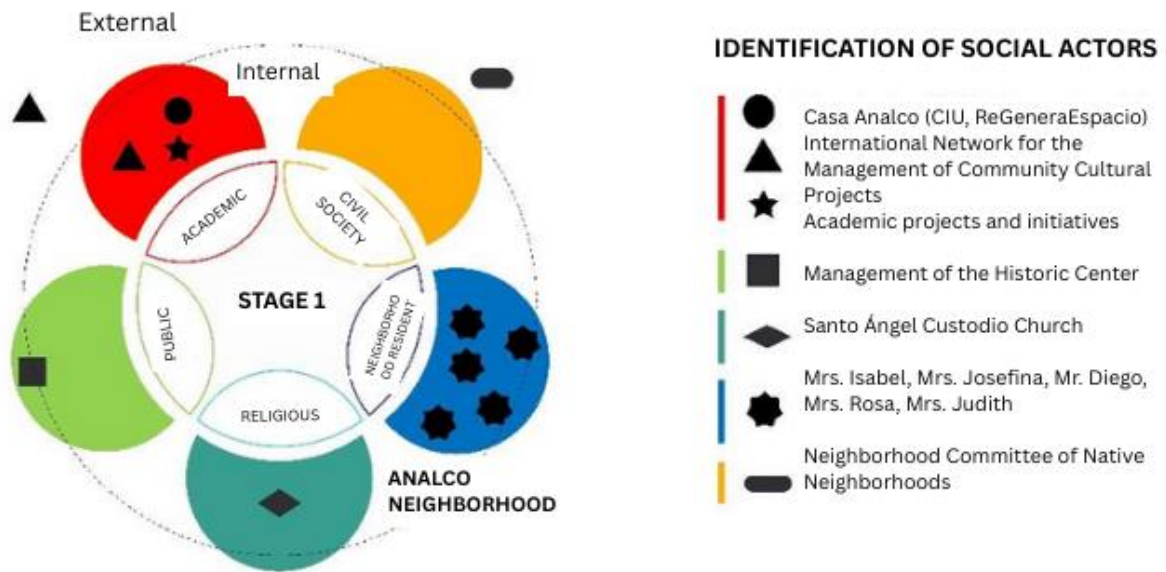 External
Internal
ACADEMIC
CIVIL
SOCIETY
PUBLIC
STAGE 1
NEIGHBORHO
OD RESIDENT
RELIGIOUS
ANALCO
NEIGHBORHOOD
IDENTIFICATION OF SOCIAL ACTORS
Casa Analco (CIU, ReGeneraEspacio)
International Network for the
Management of Community Cultural
Projects
Academic projects and initiatives
Management of the Historic Center
Santo Ángel Custodio Church
Mrs. Isabel, Mrs. Josefina, Mr. Diego,
Mrs. Rosa, Mrs. Judith
Neighborhood Committee of Native
Neighborhoods